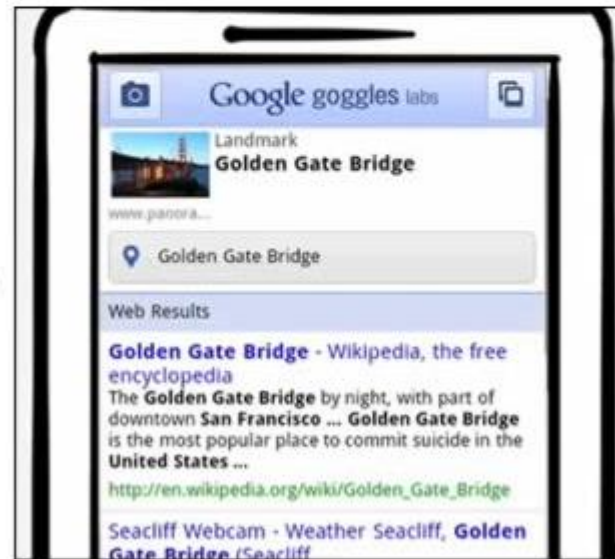 Google goggles labs
Landmark
Golden Gate Bridge
www.panora...
Golden Gate Bridge
Web Results
Golden Gate Bridge - Wikipedia, the free
encyclopedia
The Golden Gate Bridge by night, with part of
downtown San Francisco ... Golden Gate Bridge
is the most popular place to commit suicide in the
United States ...
http://en.wikipedia.org/wiki/Golden_Gate_Bridge
Seacliff Webcam - Weather Seacliff, Golden
Gate Bridge (Seacliff